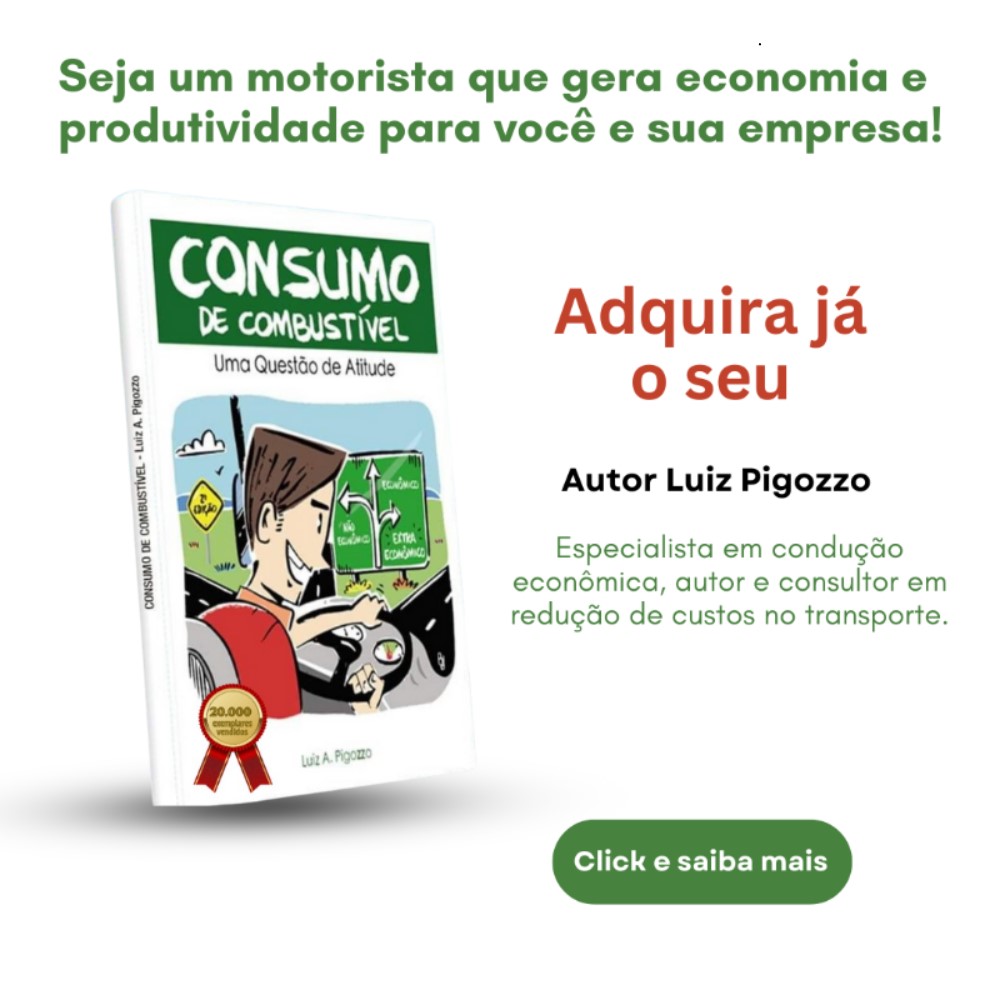 Seja um motorista que gera economia e
produtividade para você e sua empresa!
CONSUMO
DE COMBUSTÍVEL
Uma Questão de Atitude
CONSUMO DE COMBUSTÍVEL - Luiz A. Pigozzo
2ª
EDIÇÃO
ECONÔMICO
NÃO
ECONÔMICO
EXTRA
ECONÔMICO
20.000
exemplares
vendidos
Luiz A. Pigozzo
Adquira já
o seu
Autor Luiz Pigozzo
Especialista em condução
econômica, autor e consultor em
redução de custos no transporte.
Click e saiba mais